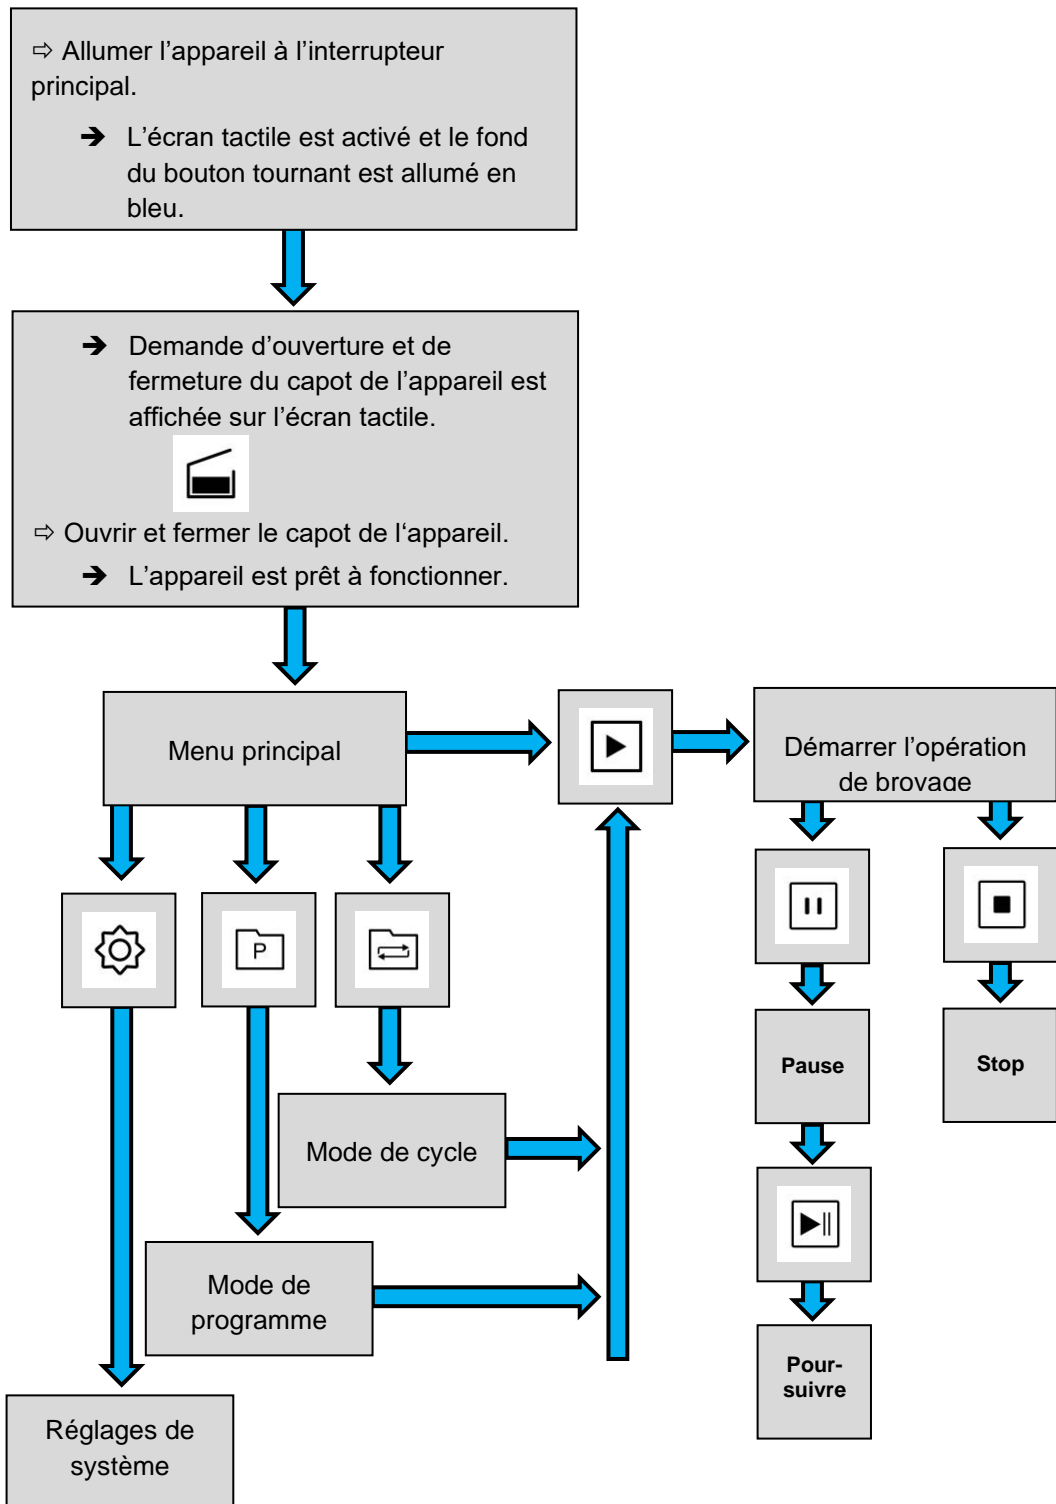 ⇨ Allumer l’appareil à l’interrupteur
principal.
➔ L’écran tactile est activé et le fond
du bouton tournant est allumé en
bleu.
➔ Demande d’ouverture et de
fermeture du capot de l’appareil est
affichée sur l’écran tactile.
⇨ Ouvrir et fermer le capot de l‘appareil.
➔ L’appareil est prêt à fonctionner.
Menu principal
Démarrer l’opération
de broyage
P
Pause
Stop
Mode de cycle
Mode de
programme
Pour-
suivre
Réglages de
système